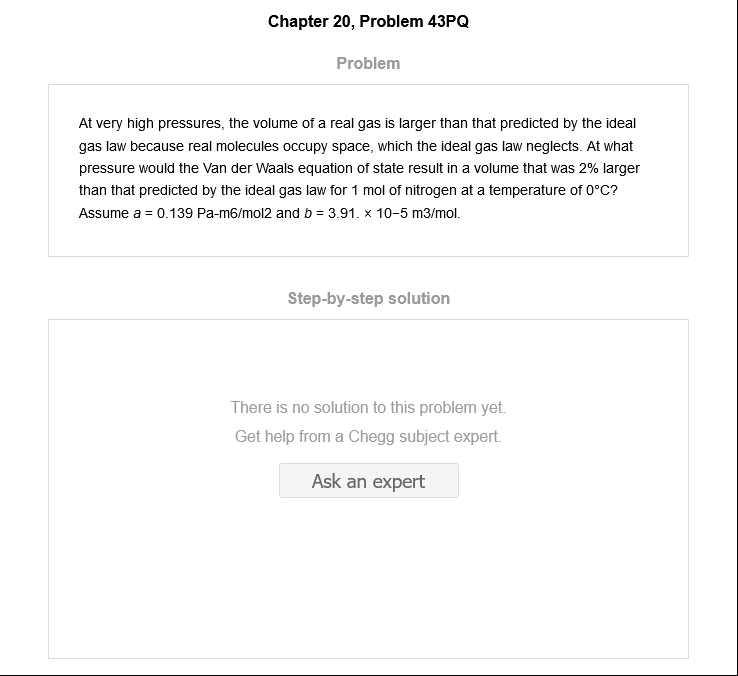 Chapter 20, Problem 43PQ
Problem
At very high pressures, the volume of a real gas is larger than that predicted by the ideal
gas law because real molecules occupy space, which the ideal gas law neglects. At what
pressure would the Van der Waals equation of state result in a volume that was 2% larger
than that predicted by the ideal gas law for 1 mol of nitrogen at a temperature of 0°C?
Assume a = 0.139 Pa-m6/mol2 and b = 3.91. × 10−5 m3/mol.
Step-by-step solution
There is no solution to this problem yet.
Get help from a Chegg subject expert.
Ask an expert